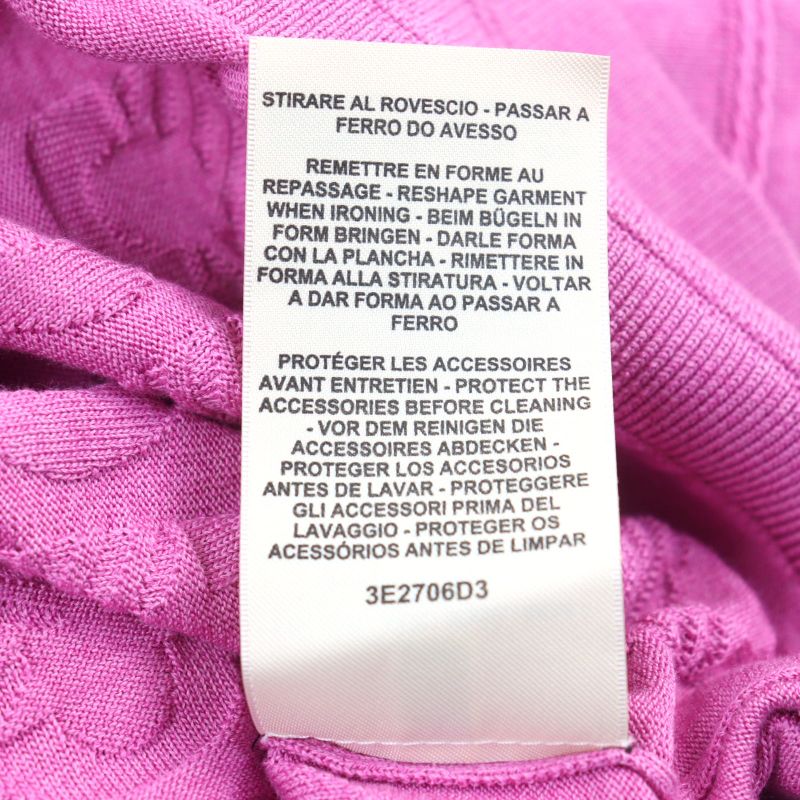 STIRARE AL ROVESCIO - PASSAR A
FERRO DO AVESSO
REMETTRE EN FORME AU
REPASSAGE - RESHAPE GARMENT
WHEN IRONING - BEIM BÜGELN IN
FORM BRINGEN - DARLE FORMA
CON LA PLANCHA - RIMETTERE IN
FORMA ALLA STIRATURA - VOLTAR
A DAR FORMA AO PASSAR A
FERRO
PROTÉGER LES ACCESSOIRES
AVANT ENTRETIEN - PROTECT THE
ACCESSORIES BEFORE CLEANING
- VOR DEM REINIGEN DIE
ACCESSOIRES ABDECKEN -
PROTEGER LOS ACCESORIOS
ANTES DE LAVAR - PROTEGGERE
GLI ACCESSORI PRIMA DEL
LAVAGGIO - PROTEGER OS
ACESSÓRIOS ANTES DE LIMPAR
3E2706D3